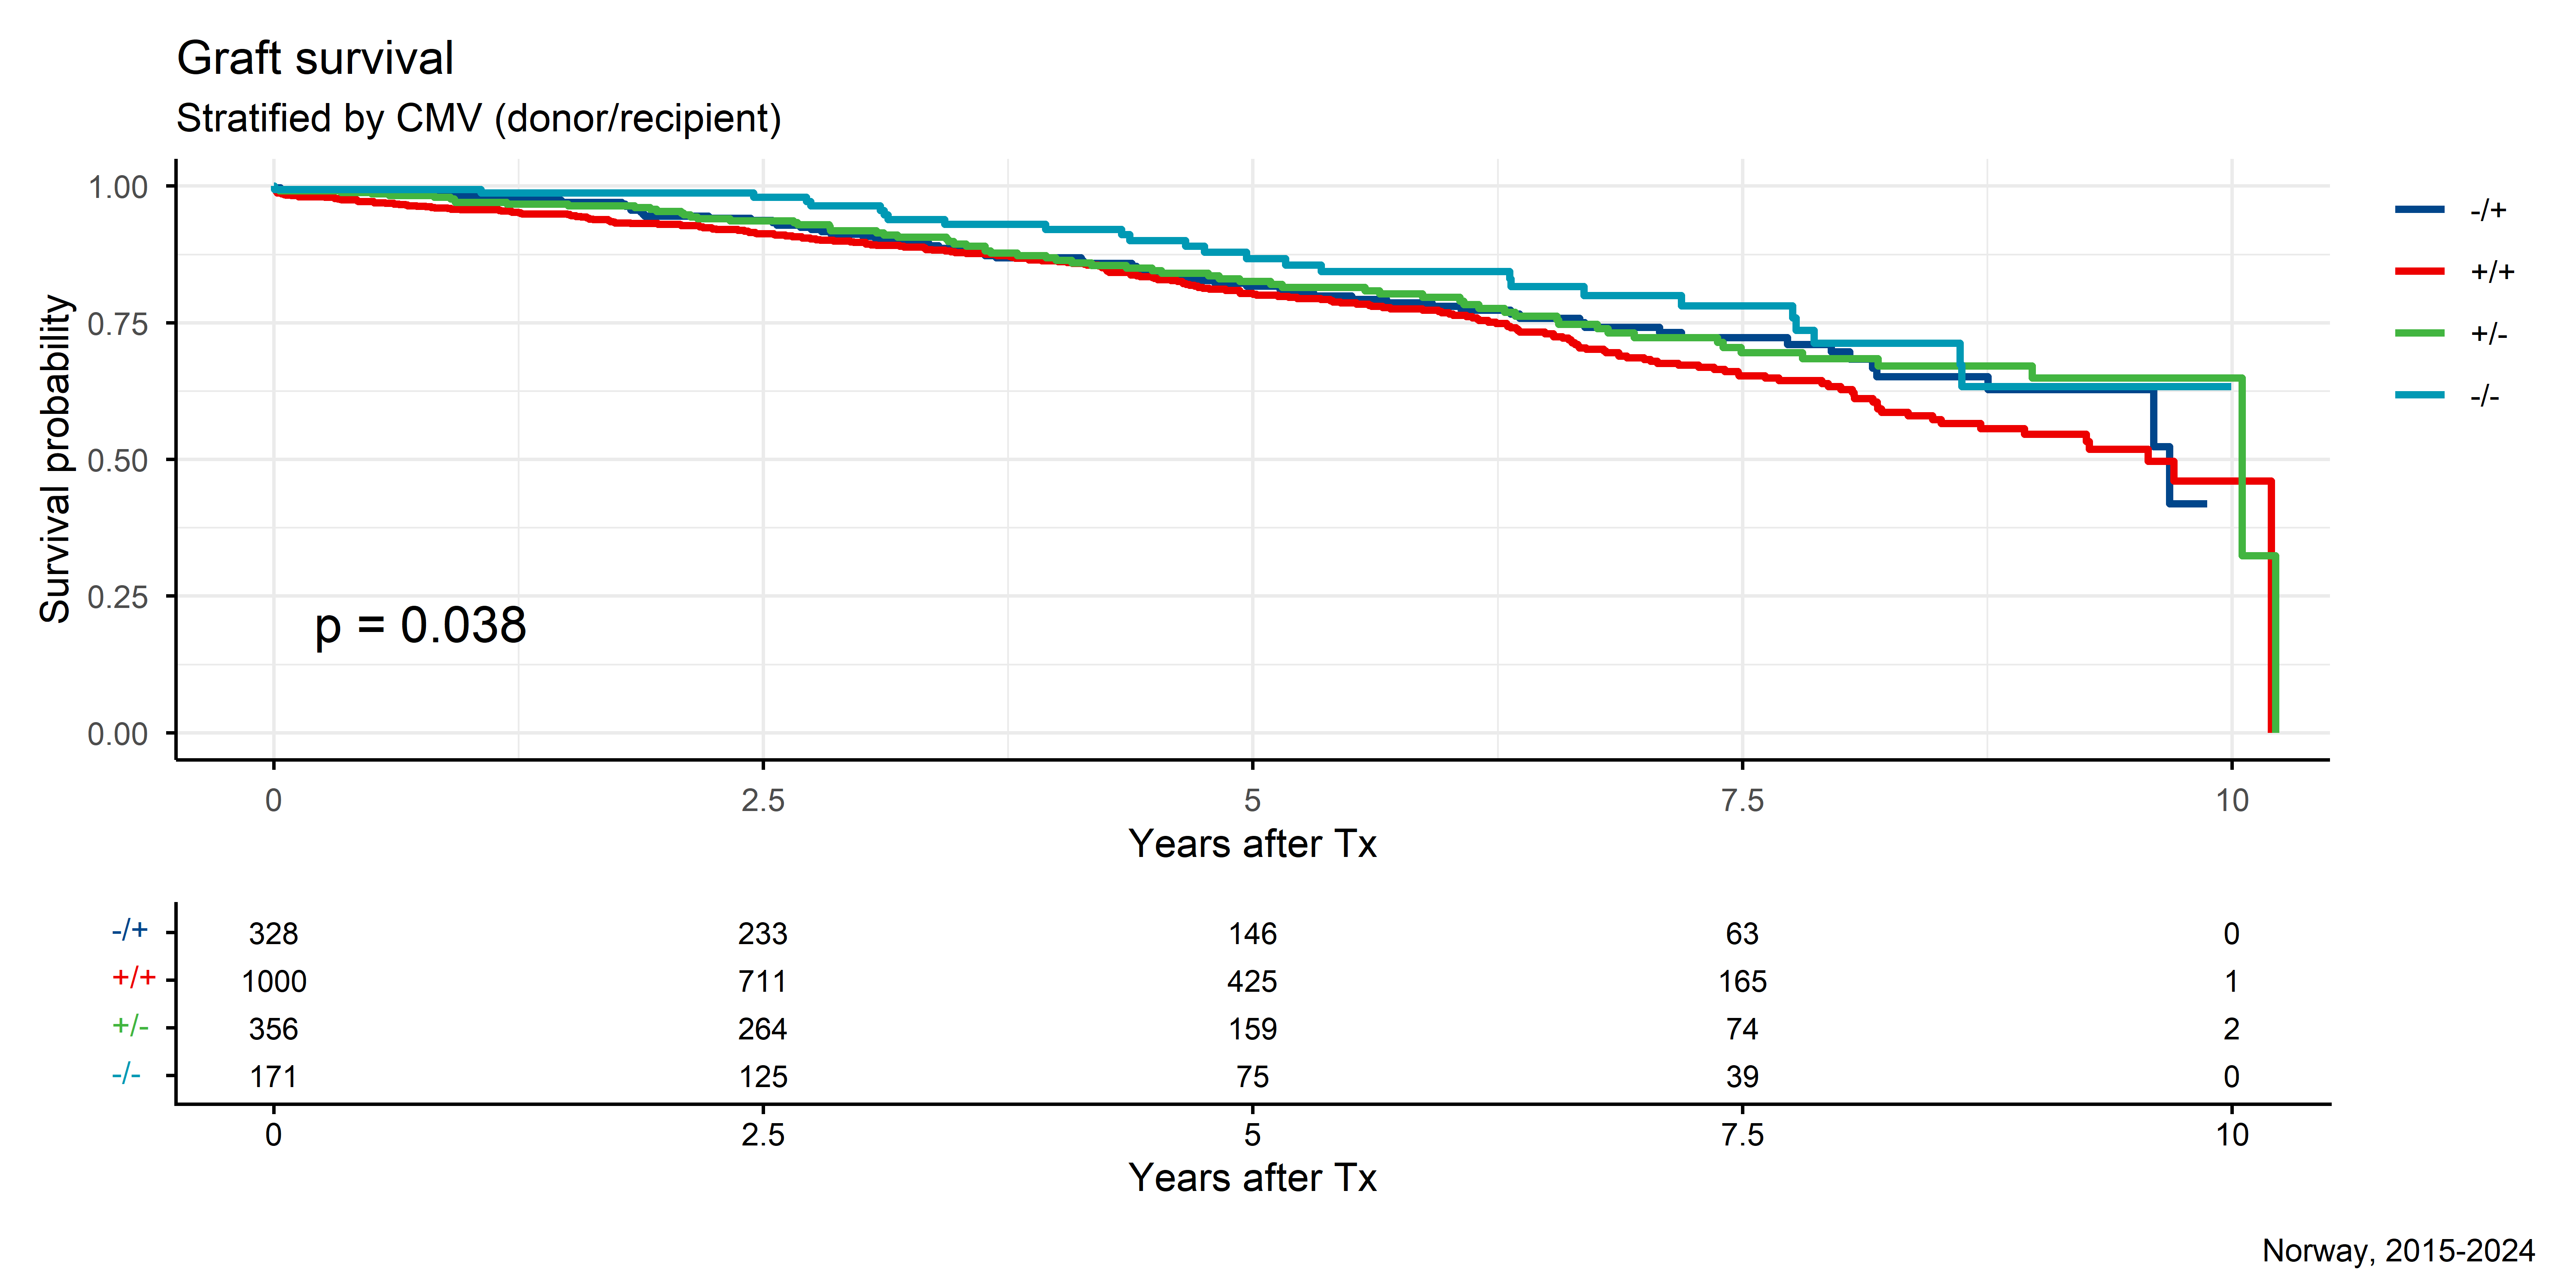 Graft survival
Stratified by CMV (donor/recipient)
Survival probability
1.00
0.75
0.50
0.25
0.00
p = 0.038
0 2.5 5 7.5 10
Years after Tx
-/+
+/+
+/-
-/-
-/+ 328 233 146 63 0
+/+ 1000 711 425 165 1
+/- 356 264 159 74 2
-/- 171 125 75 39 0
0 2.5 5 7.5 10
Years after Tx
Norway, 2015-2024